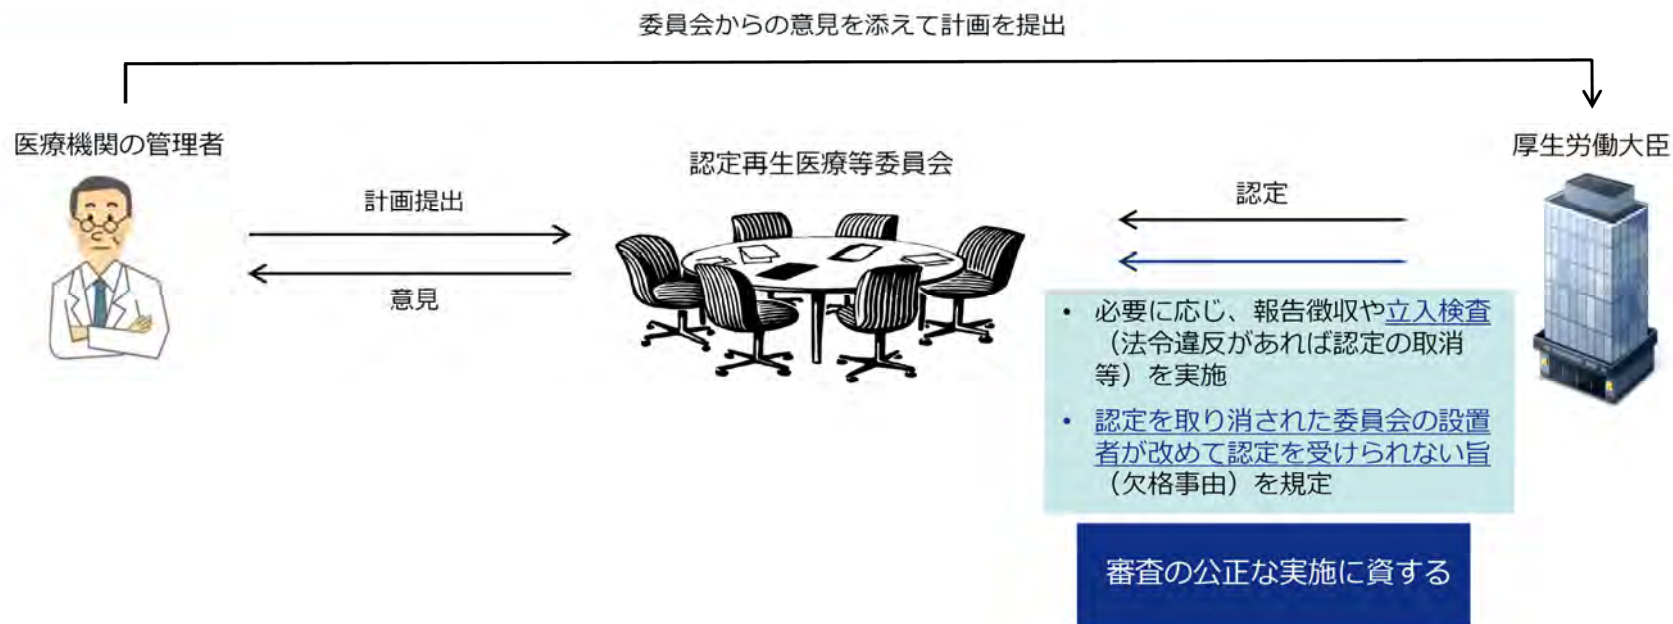 委員会からの意見を添えて計画を提出
医療機関の管理者
厚生労働大臣
認定再生医療等委員会
計画提出
意見
認定
• 必要に応じ、報告徴収や立入検査
（法令違反があれば認定の取消
等）を実施
• 認定を取り消された委員会の設置
者が改めて認定を受けられない旨
（欠格事由）を規定
審査の公正な実施に資する